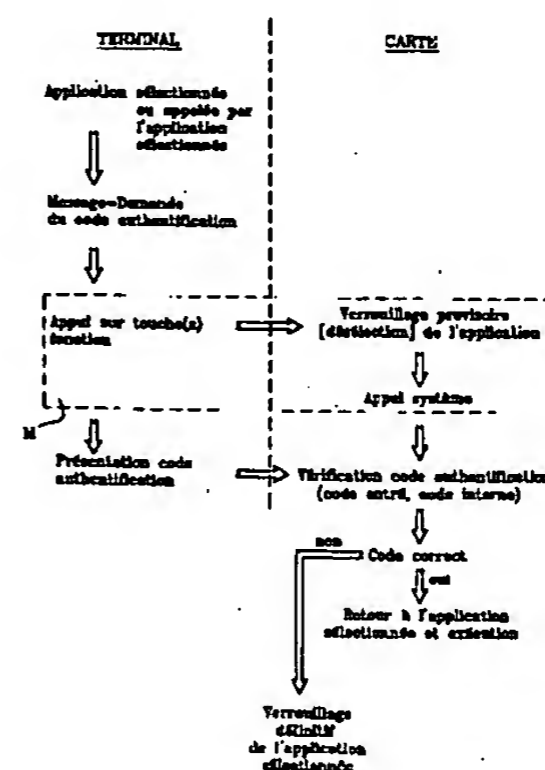 TERMINAL
CARTE
Application sélectionnée
ou appelée par
l'application
sélectionnée
Message-Demande
du code authentification
Appel sur touche(s)
fonction
Verrouillage provisoire
[désélection] de l'application
Appel système
M
Présentation code
authentification
Vérification code authentification
(code entré, code interne)
non
Code correct
oui
Retour à l'application
sélectionnée et exécution
Verrouillage
définitif
de l'application
sélectionnée